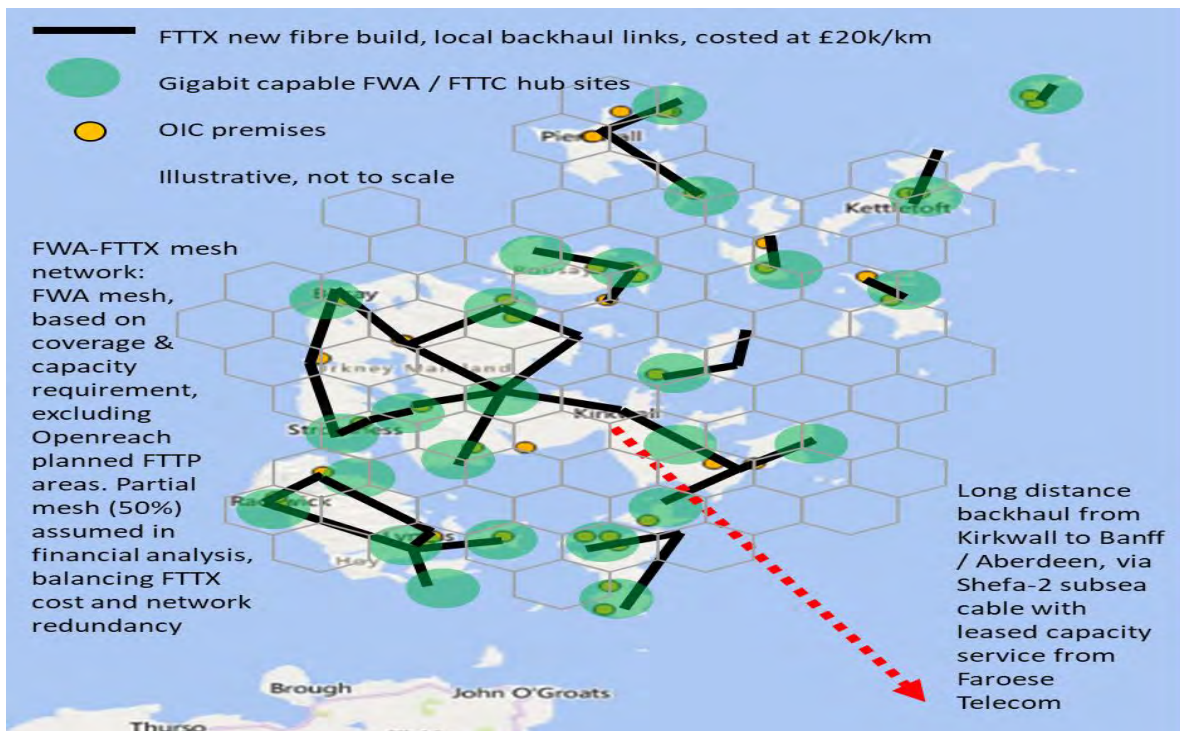 FTTX new fibre build, local backhaul links, costed at £20k/km
Gigabit capable FWA / FTTC hub sites
OIC premises
Illustrative, not to scale
FWA-FTTX mesh
network:
FWA mesh,
based on
coverage &
capacity
requirement,
excluding
Openreach
planned FTTP
areas. Partial
mesh (50%)
assumed in
financial analysis,
balancing FTTX
cost and network
redundancy
Kettletoft
Kirkwall
Hoy
Long distance
backhaul from
Kirkwall to Banff
/ Aberdeen, via
Shefa-2 subsea
cable with
leased capacity
service from
Faroese
Telecom
Brough
John O'Groats
Thurso